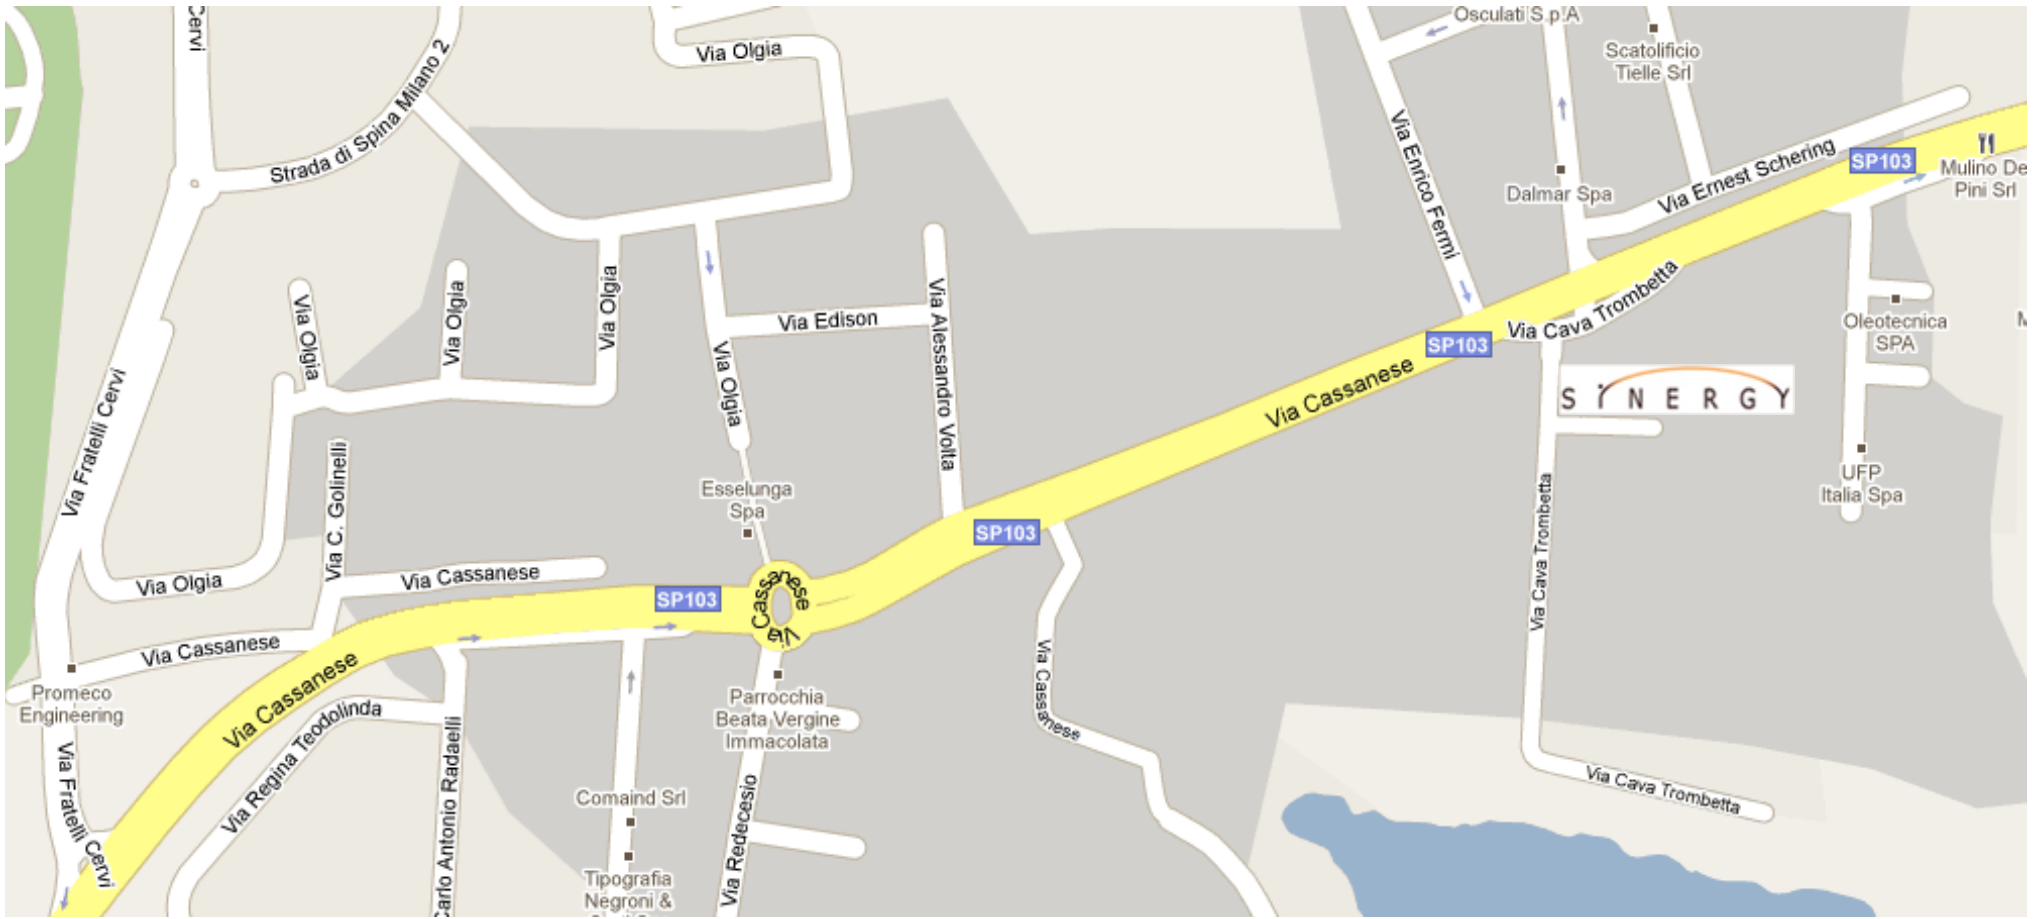 Cervi
Via Olgia
Osculati S.p.A
Scatolificio
Tielle Srl
Strada di Spina Milano 2
Via Enrico Fermi
SP103
Mulino De
Pini Srl
Via Ernest Schering
Dalmar Spa
Via Olgia
Via Olgia
Via Olgia
Via Edison
Via Alessandro Volta
Via Olgia
Via Cava Trombetta
SP103
Oleotecnica
SPA
SiNERGY
Via Cassanese
Via Fratelli Cervi
Via C. Golinelli
Esselunga
Spa
UFP
Italia Spa
SP103
Via Cava Trombetta
Via Olgia
Via Cassanese
SP103
Via Cassanese
Via Cassanese
Promeco
Engineering
Via Cassanese
Via Regina Teodolinda
Parrocchia
Beata Vergine
Immacolata
Via Cassanese
Via Fratelli Cervi
Carlo Antonio Radaelli
Comaind Srl
Via Redecesio
Via Cava Trombetta
Tipografia
Negroni &